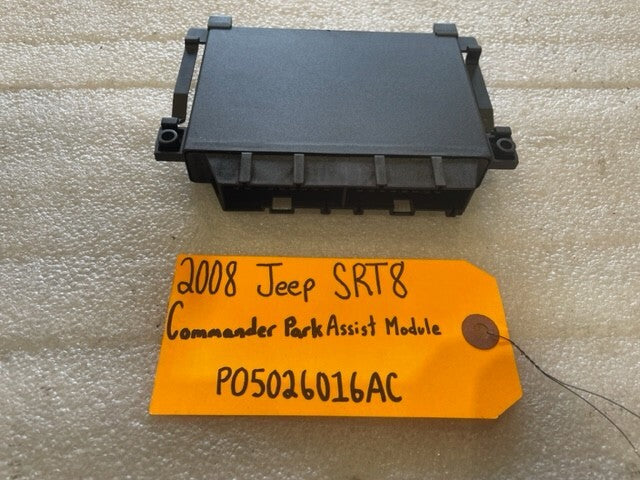 2008 Jeep SRT8
Commander Park Assist Module
P05026016AC